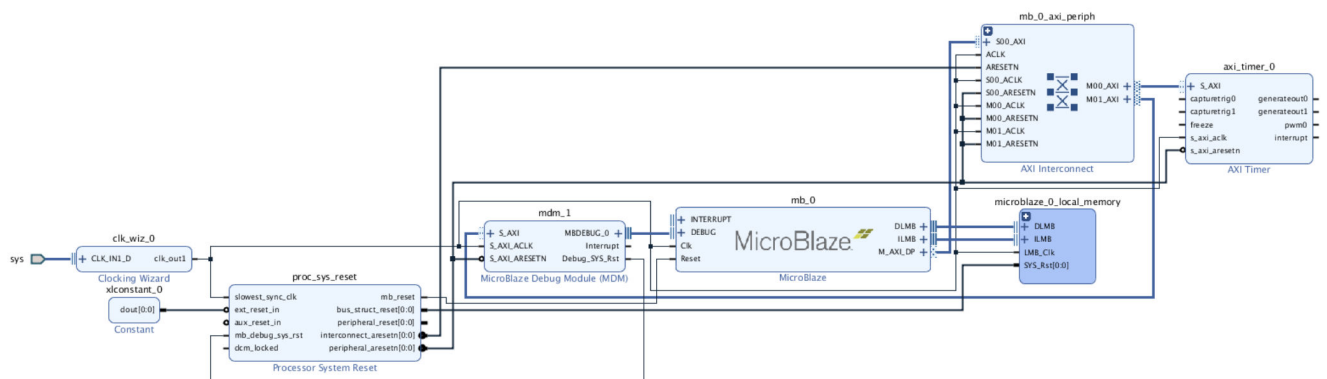 sys
clk_wiz_0
CLK_IN1_D
clk_out1
Clocking Wizard
xlconstant_0
dout[0:0]
Constant
proc_sys_reset
slowest_sync_clk
ext_reset_in
aux_reset_in
mb_debug_sys_rst
dcm_locked
mb_reset
bus_struct_reset[0:0]
peripheral_reset[0:0]
interconnect_aresetn[0:0]
peripheral_aresetn[0:0]
Processor System Reset
mdm_1
S_AXI
S_AXI_ACLK
S_AXI_ARESETN
MBDEBUG_0
Interrupt
Debug_SYS_Rst
MicroBlaze Debug Module (MDM)
mb_0
INTERRUPT
DEBUG
Clk
Reset
MicroBlaze
DLMB
ILMB
M_AXI_DP
MicroBlaze
mb_0_axi_periph
S00_AXI
ACLK
ARESETN
S00_ACLK
S00_ARESETN
M00_ACLK
M00_ARESETN
M01_ACLK
M01_ARESETN
M00_AXI
M01_AXI
AXI Interconnect
microblaze_0_local_memory
DLMB
ILMB
LMB_Clk
SYS_Rst[0:0]
axi_timer_0
S_AXI
capturetrig0
capturetrig1
freeze
s_axi_aclk
s_axi_aresetn
generateout0
generateout1
pwm0
interrupt
AXI Timer